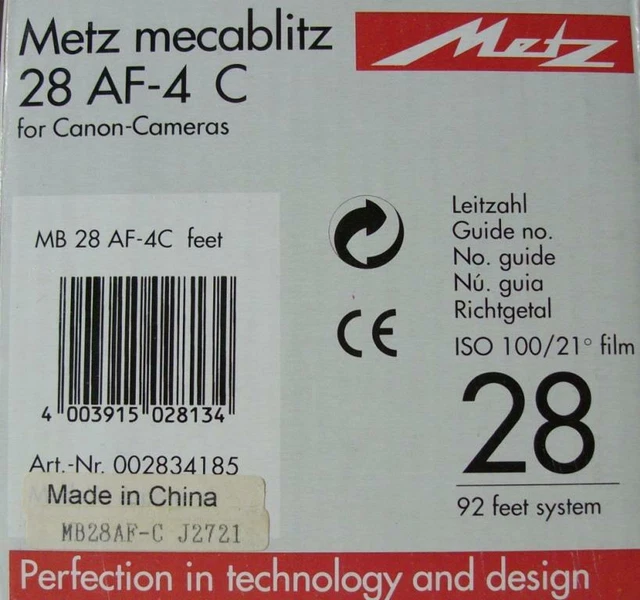 Metz mecablitz
28 AF-4 C
for Canon-Cameras
Metz
MB 28 AF-4C feet
4 003915 028134
Art.-Nr. 002834185
Made in China
MB28AF-C J2721
Leitzahl
Guide no.
No. guide
Nú. guia
Richtgetal
ISO 100/21° film
28
92 feet system
CE
Perfection in technology and design